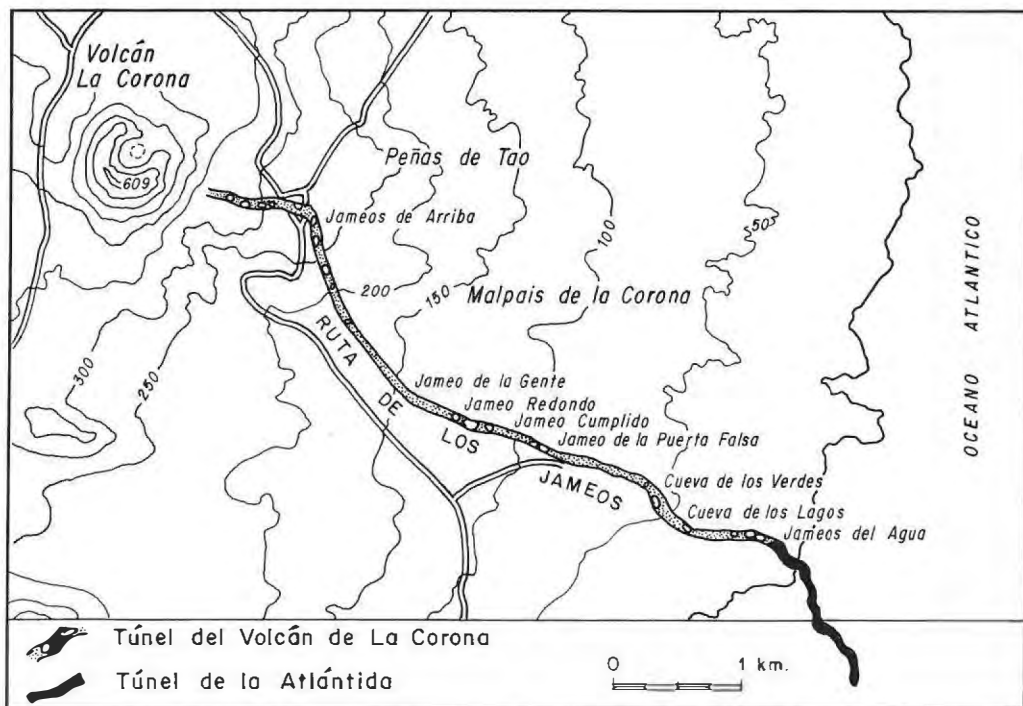 Volcán
La Corona
609
Peñas de Tao
Jameos de Arriba
200
150
100
50
Malpais de la Corona
300
250
RUTA
DE
LOS
JAMEOS
Jameo de la Gente
Jameo Redondo
Jameo Cumplido
Jameo de la Puerta Falsa
Cueva de los Verdes
Cueva de los Lagos
Jameos del Agua
OCEANO ATLANTICO
Túnel del Volcán de La Corona
Túnel de la Atlántida
0 1 km.